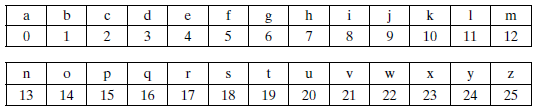 a b c d e f g h i j k l m
0 1 2 3 4 5 6 7 8 9 10 11 12
n o p q r s t u v w x y z
13 14 15 16 17 18 19 20 21 22 23 24 25